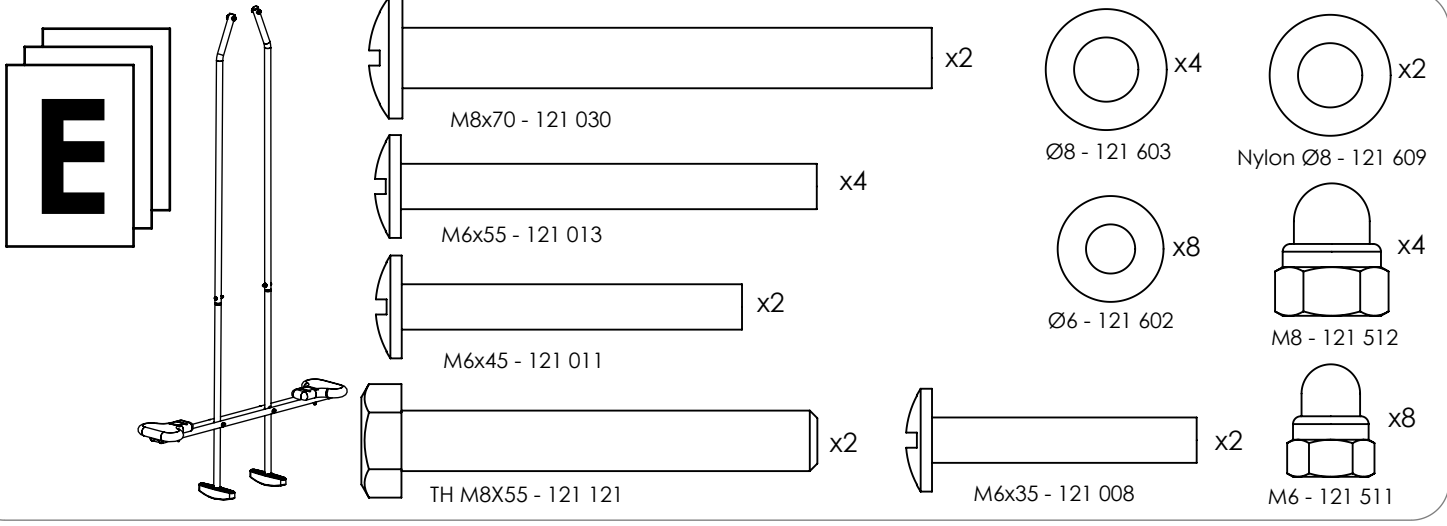 E
x2
M8x70 - 121 030
x4
M6x55 - 121 013
x2
M6x45 - 121 011
x2
TH M8X55 - 121 121
x2
M6x35 - 121 008
x4
Ø8 - 121 603
x2
Nylon Ø8 - 121 609
x8
Ø6 - 121 602
x4
M8 - 121 512
x8
M6 - 121 511